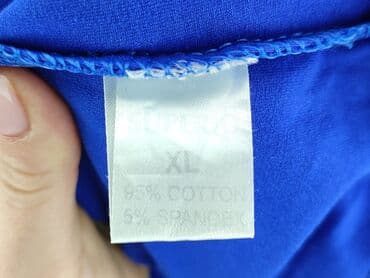 XL
95% COTTON
5% SPANDEX